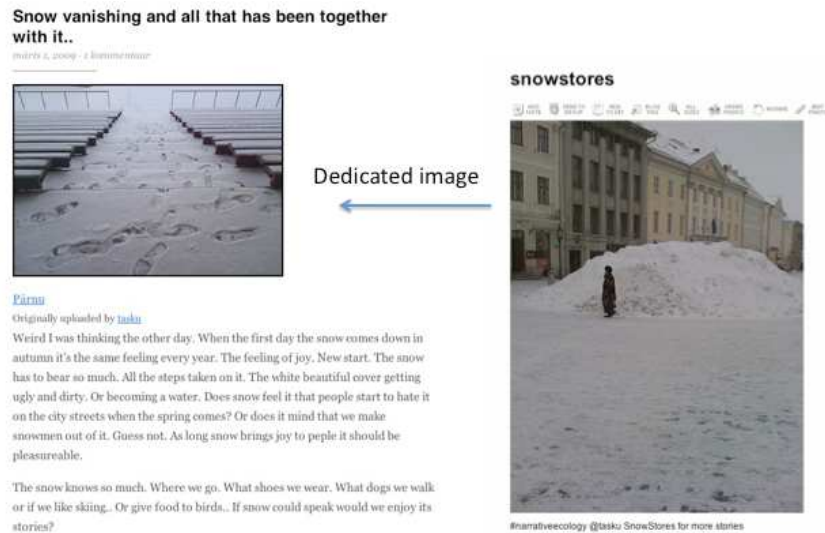 Snow vanishing and all that has been together
with it..
märts 1, 2009 · 1 kommentaar
Pärnu
Originally uploaded by tasku
Weird I was thinking the other day. When the first day the snow comes down in
autumn it's the same feeling every year. The feeling of joy. New start. The snow
has to bear so much. All the steps taken on it. The white beautiful cover getting
ugly and dirty. Or becoming a water. Does snow feel it that people start to hate it
on the city streets when the spring comes? Or does it mind that we make
snowmen out of it. Guess not. As long snow brings joy to peple it should be
pleasureable.
The snow knows so much. Where we go. What shoes we wear. What dogs we walk
or if we like skiing.. Or give food to birds.. If snow could speak would we enjoy its
stories?
Dedicated image
snowstores
#narrativeecology @tasku SnowStores for more stories